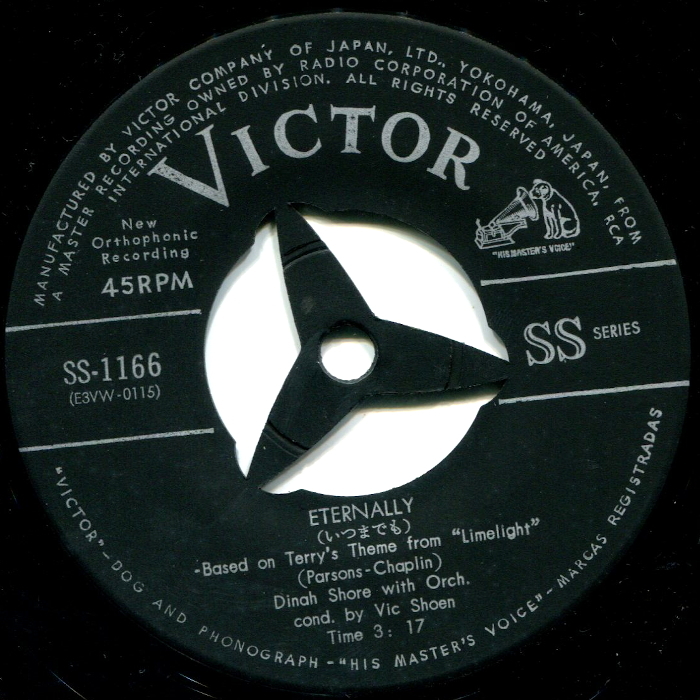 MANUFACTURED BY VICTOR COMPANY OF JAPAN, LTD., YOKOHAMA, JAPAN, FROM
A MASTER RECORDING OWNED BY RADIO CORPORATION OF AMERICA, RCA
INTERNATIONAL DIVISION. ALL RIGHTS RESERVED
VICTOR
New
Orthophonic
Recording
45RPM
"HIS MASTER'S VOICE"
SS-1166
(E3VW-0115)
SS SERIES
ETERNALLY
(いつまでも)
-Based on Terry's Theme from "Limelight"
(Parsons-Chaplin)
Dinah Shore with Orch.
cond. by Vic Shoen
Time 3: 17
"VICTOR"-DOG AND PHONOGRAPH-"HIS MASTER'S VOICE"-MARCAS REGISTRADAS